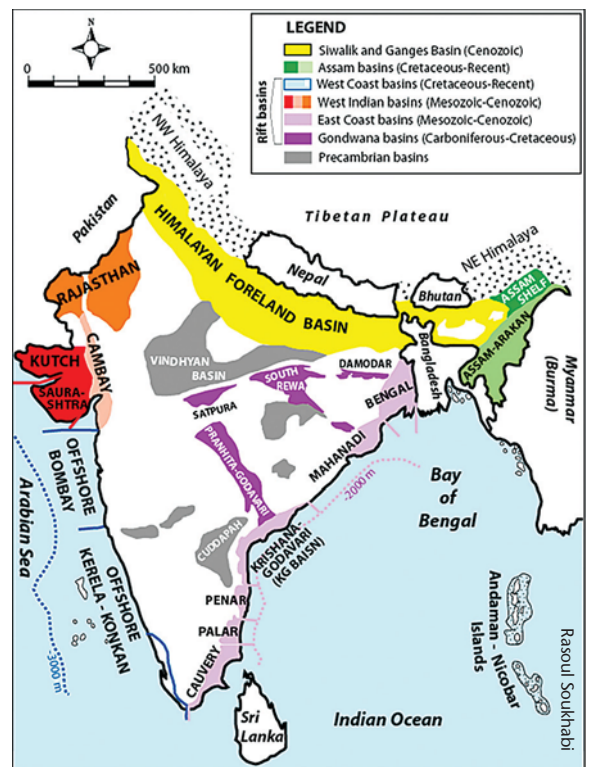 N
0
500 km
LEGEND
Siwalik and Ganges Basin (Cenozoic)
Assam basins (Cretaceous-Recent)
West Coast basins (Cretaceous-Recent)
West Indian basins (Mesozoic-Cenozoic)
East Coast basins (Mesozoic-Cenozoic)
Gondwana basins (Carboniferous-Cretaceous)
Precambrian basins
Rift basins
NW Himalaya
Pakistan
Tibetan Plateau
NE Himalaya
Nepal
Bhutan
HIMALAYAN FORELAND BASIN
RAJASTHAN
ASSAM
SHELF
ASSAM-ARAKAN
Bangladesh
Myanmar
(Burma)
KUTCH
SAURA-
SHTRA
CAMBAY
VINDHYAN
BASIN
SOUTH
REWA
DAMODAR
BENGAL
SATPURA
PRANHITA-GODAVARI
MAHANADI
-2000 m
Bay
of
Bengal
OFFSHORE
BOMBAY
Arabian Sea
CUDDAPAH
KRISHANA-
GODAVARI
(KG BAISN)
OFFSHORE
KERELA - KONKAN
-3000 m
PENAR
PALAR
CAUVERY
Andaman - Nicobar
Islands
Sri
Lanka
Indian Ocean
Rasoul Soukhabi